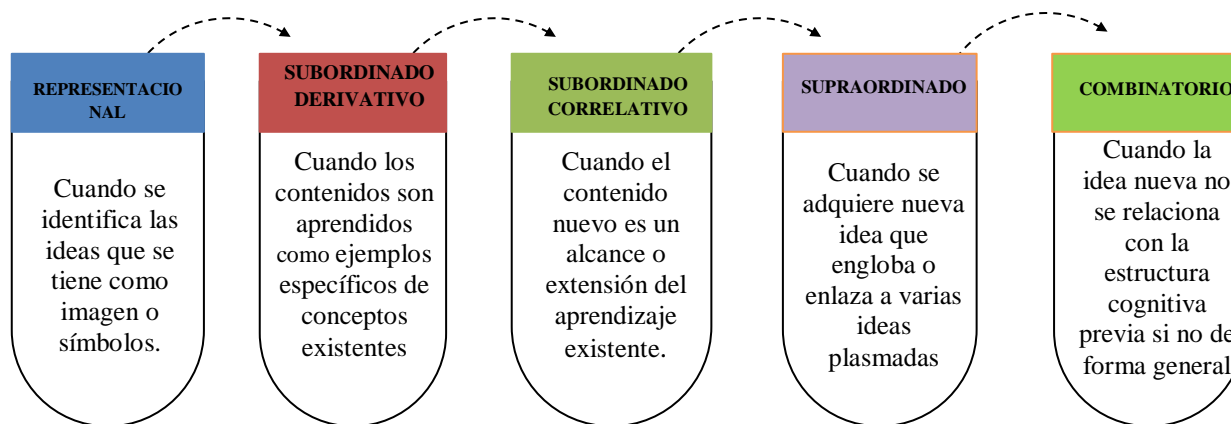 REPRESENTACIO
NAL
Cuando se
identifica las
ideas que se
tiene como
imagen o
símbolos.
SUBORDINADO
DERIVATIVO
Cuando los
contenidos son
aprendidos
como ejemplos
específicos de
conceptos
existentes
SUBORDINADO
CORRELATIVO
Cuando el
contenido
nuevo es un
alcance o
extensión del
aprendizaje
existente.
SUPRAORDINADO
Cuando se
adquiere nueva
idea que
engloba o
enlaza a varias
ideas
plasmadas
COMBINATORIO
Cuando la
idea nueva no
se relaciona
con la
estructura
cognitiva
previa si no de
forma general